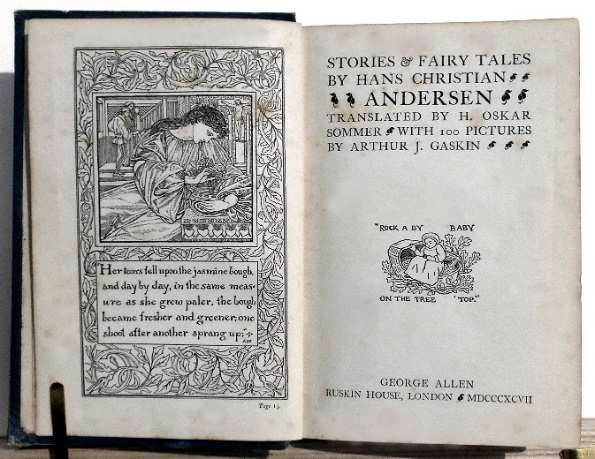 Her tears fell upon the jasmine bough,
and day by day, in the same meas-
ure as she grew paler, the bough
became fresher and greener; one
shoot after another sprang up;
Page
STORIES & FAIRY TALES
BY HANS CHRISTIAN
ANDERSEN
TRANSLATED BY H. OSKAR
SOMMER WITH 100 PICTURES
BY ARTHUR J. GASKIN
"ROCK A BY BABY
ON THE TREE TOP."
GEORGE ALLEN
RUSKIN HOUSE, LONDON MDCCCXCVII